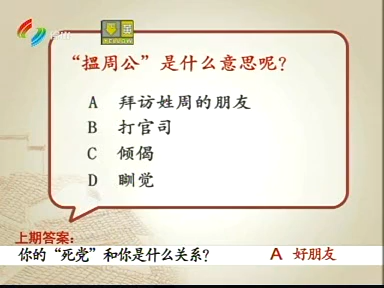 “揾周公”是什么意思呢?
A 拜访姓周的朋友
B 打官司
C 倾偈
D 瞓觉
上期答案:
你的“死党”和你是什么关系? A 好朋友